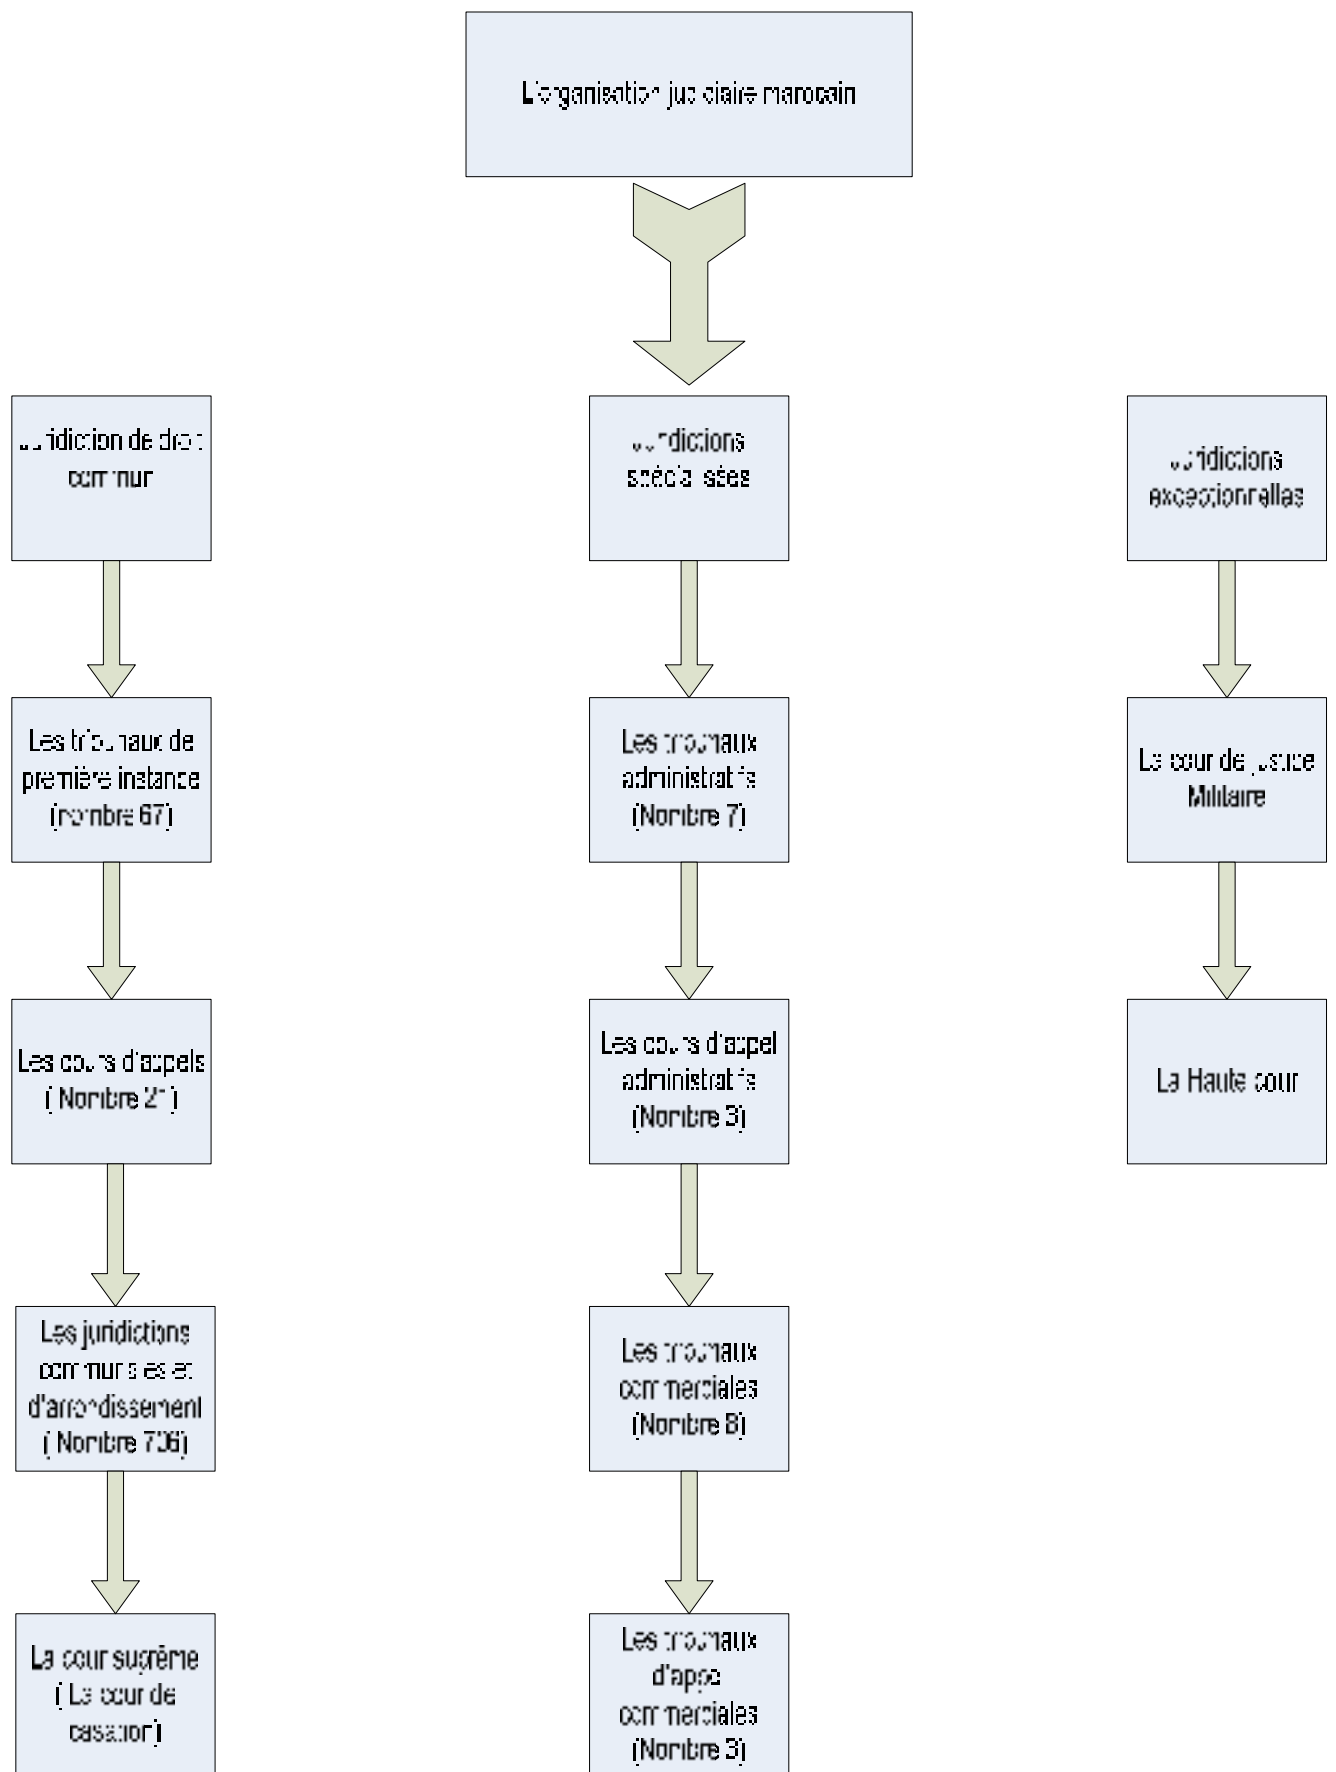 L'organisation judiciaire marocain
Juridiction de droit
commun
Juridictions
spécialisées
Juridictions
exceptionnelles
Les tribunaux de
première instance
(nombre 67)
Les tribunaux
administratifs
(Nombre 7)
La cour de justice
Militaire
Les cours d'appels
( Nombre 21)
Les cours d'appel
administratifs
(Nombre 3)
La Haute cour
Les juridictions
communales et
d'arrondissement
( Nombre 706)
Les tribunaux
commerciales
(Nombre 8)
La cour suprême
( La cour de
casation)
Les tribunaux
d'appel
commerciales
(Nombre 3)